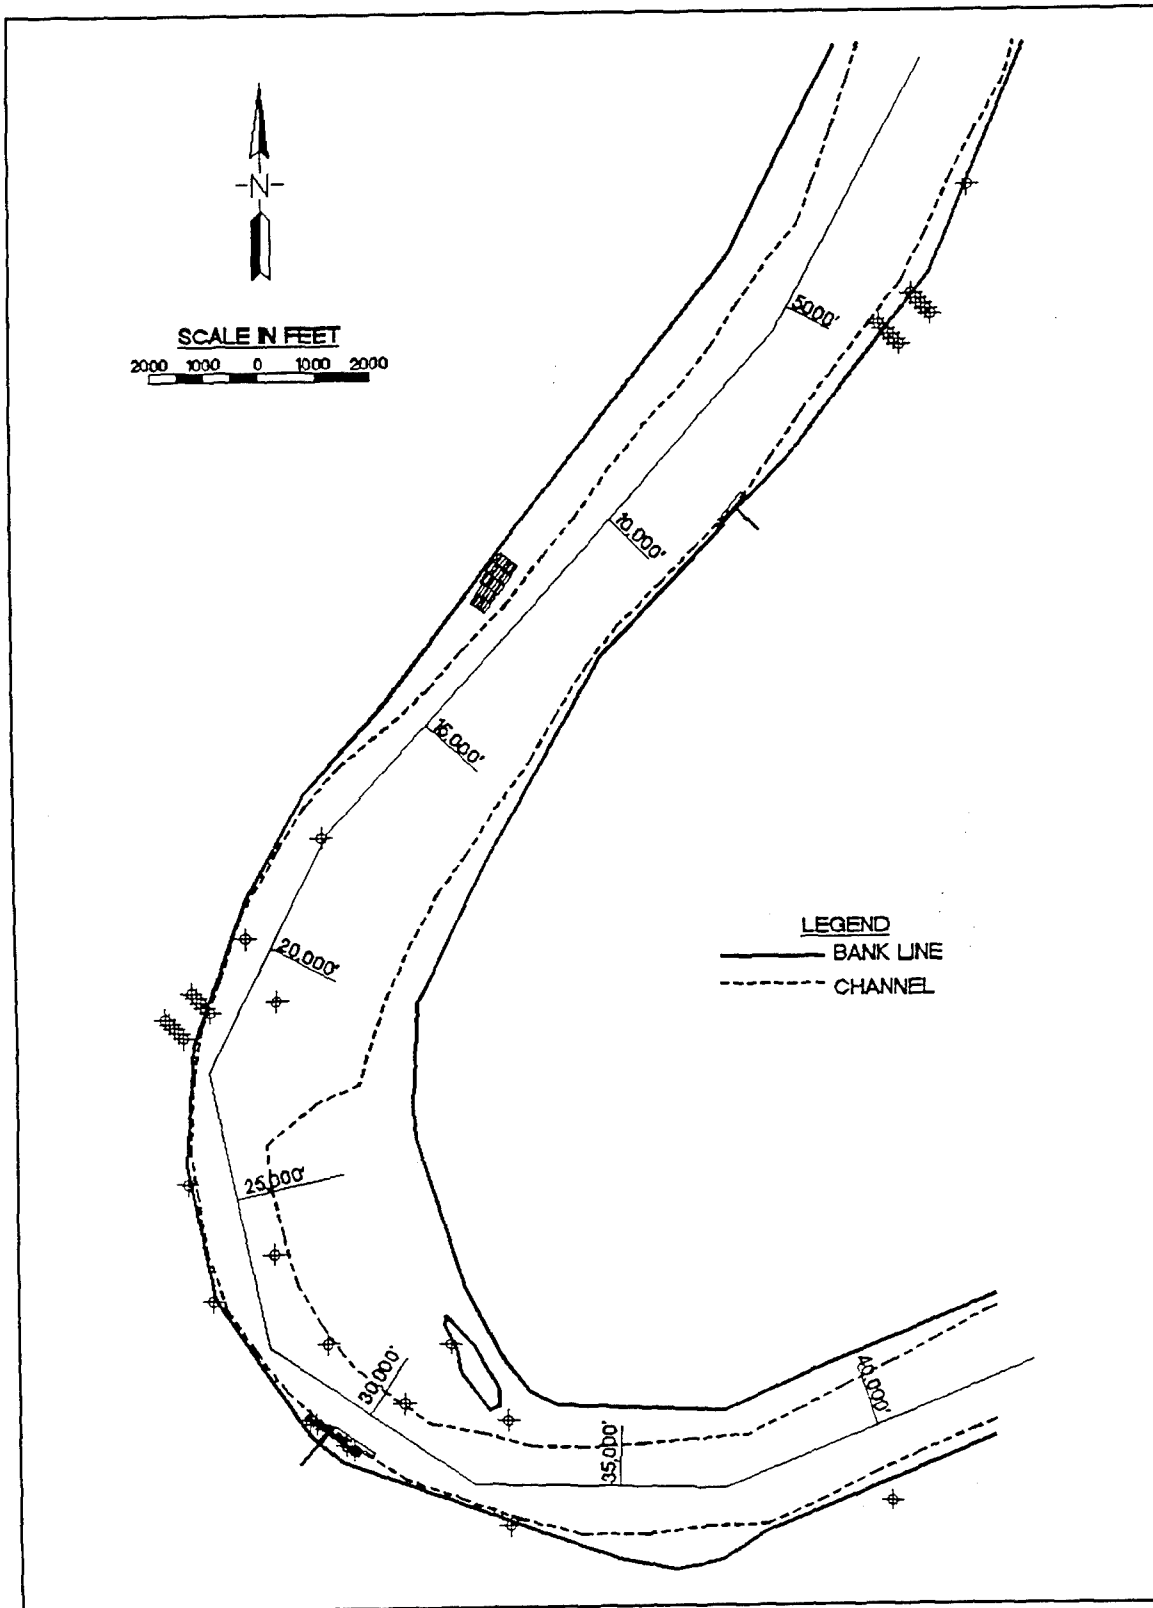 N
SCALE IN FEET
2000 1000 0 1000 2000
5000'
10,000'
15,000'
20,000'
LEGEND
BANK LINE
CHANNEL
25,000'
30,000'
35,000'
40,000'